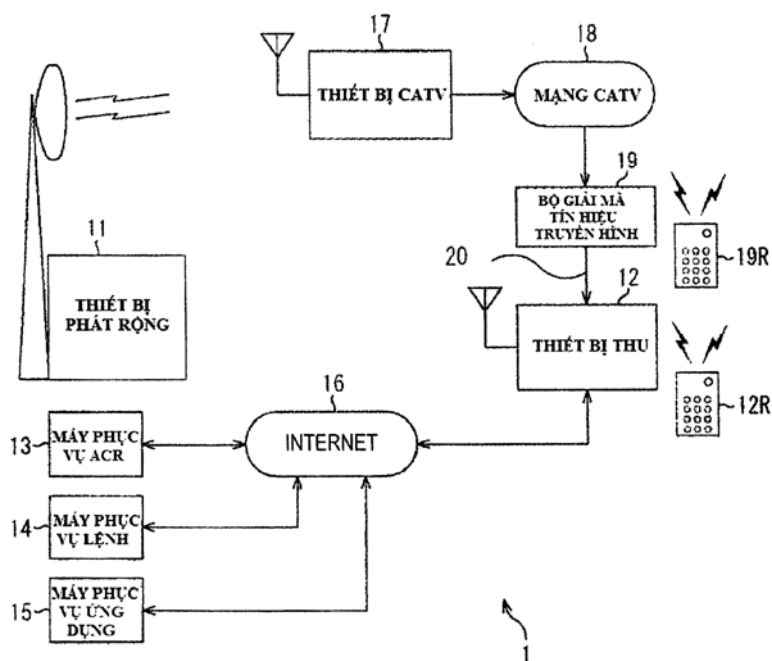 17
THIẾT BỊ CATV
18
MẠNG CATV
19
BỘ GIẢI MÃ
TÍN HIỆU
TRUYỀN HÌNH
19R
20
11
THIẾT BỊ
PHÁT RỘNG
12
THIẾT BỊ THU
12R
16
INTERNET
13
MÁY PHỤC
VỤ ACR
14
MÁY PHỤC
VỤ LỆNH
15
MÁY PHỤC
VỤ ỨNG
DỤNG
1